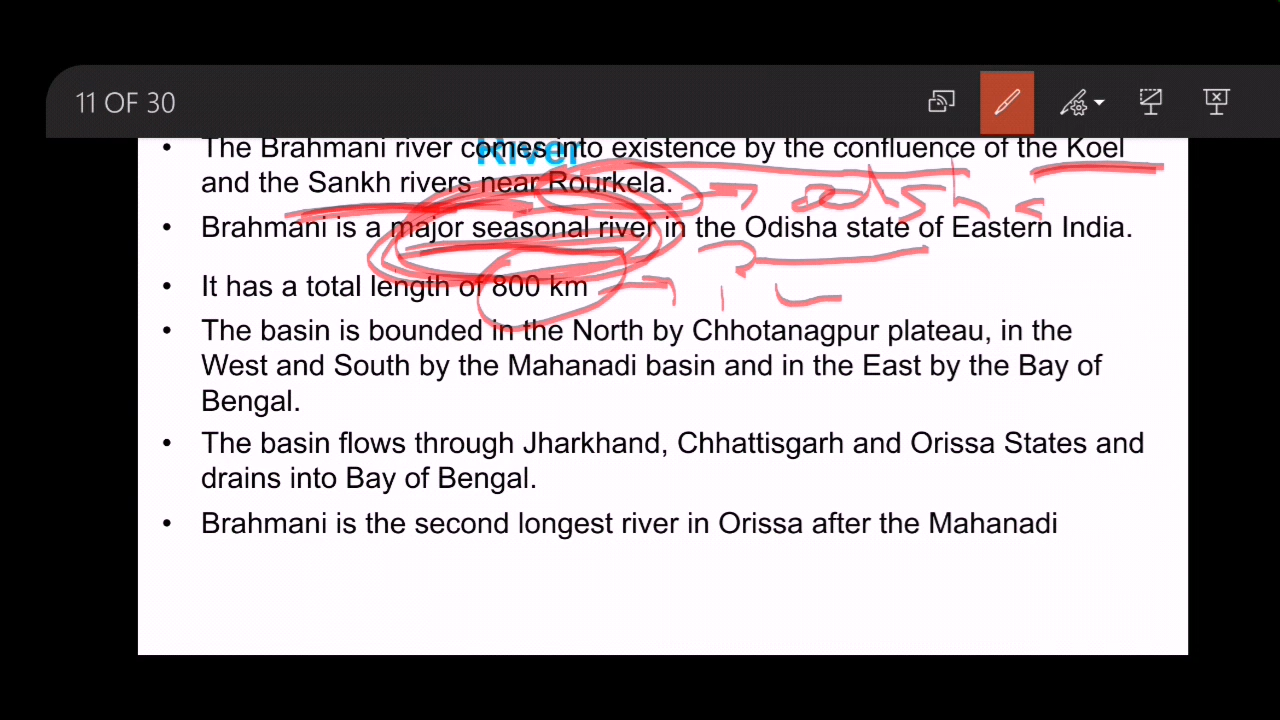 11 OF 30
River
• The Brahmani river comes into existence by the confluence of the Koel
and the Sankh rivers near Rourkela.
• Brahmani is a major seasonal river in the Odisha state of Eastern India.
• It has a total length of 800 km
• The basin is bounded in the North by Chhotanagpur plateau, in the
West and South by the Mahanadi basin and in the East by the Bay of
Bengal.
• The basin flows through Jharkhand, Chhattisgarh and Orissa States and
drains into Bay of Bengal.
• Brahmani is the second longest river in Orissa after the Mahanadi